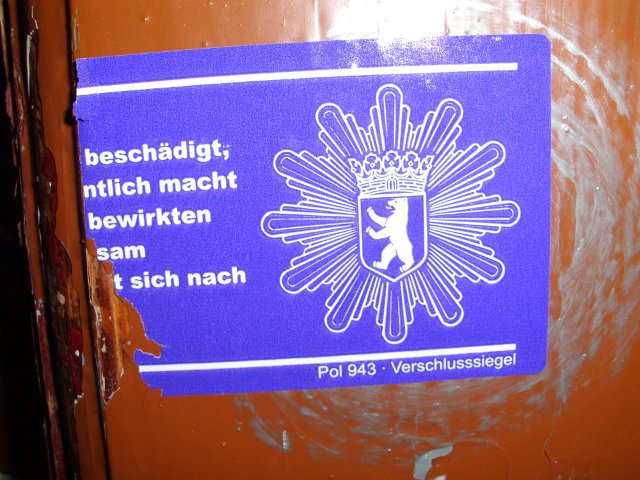 beschädigt,
ntlich macht
bewirkten
sam
t sich nach
Pol 943 · Verschlusssiegel